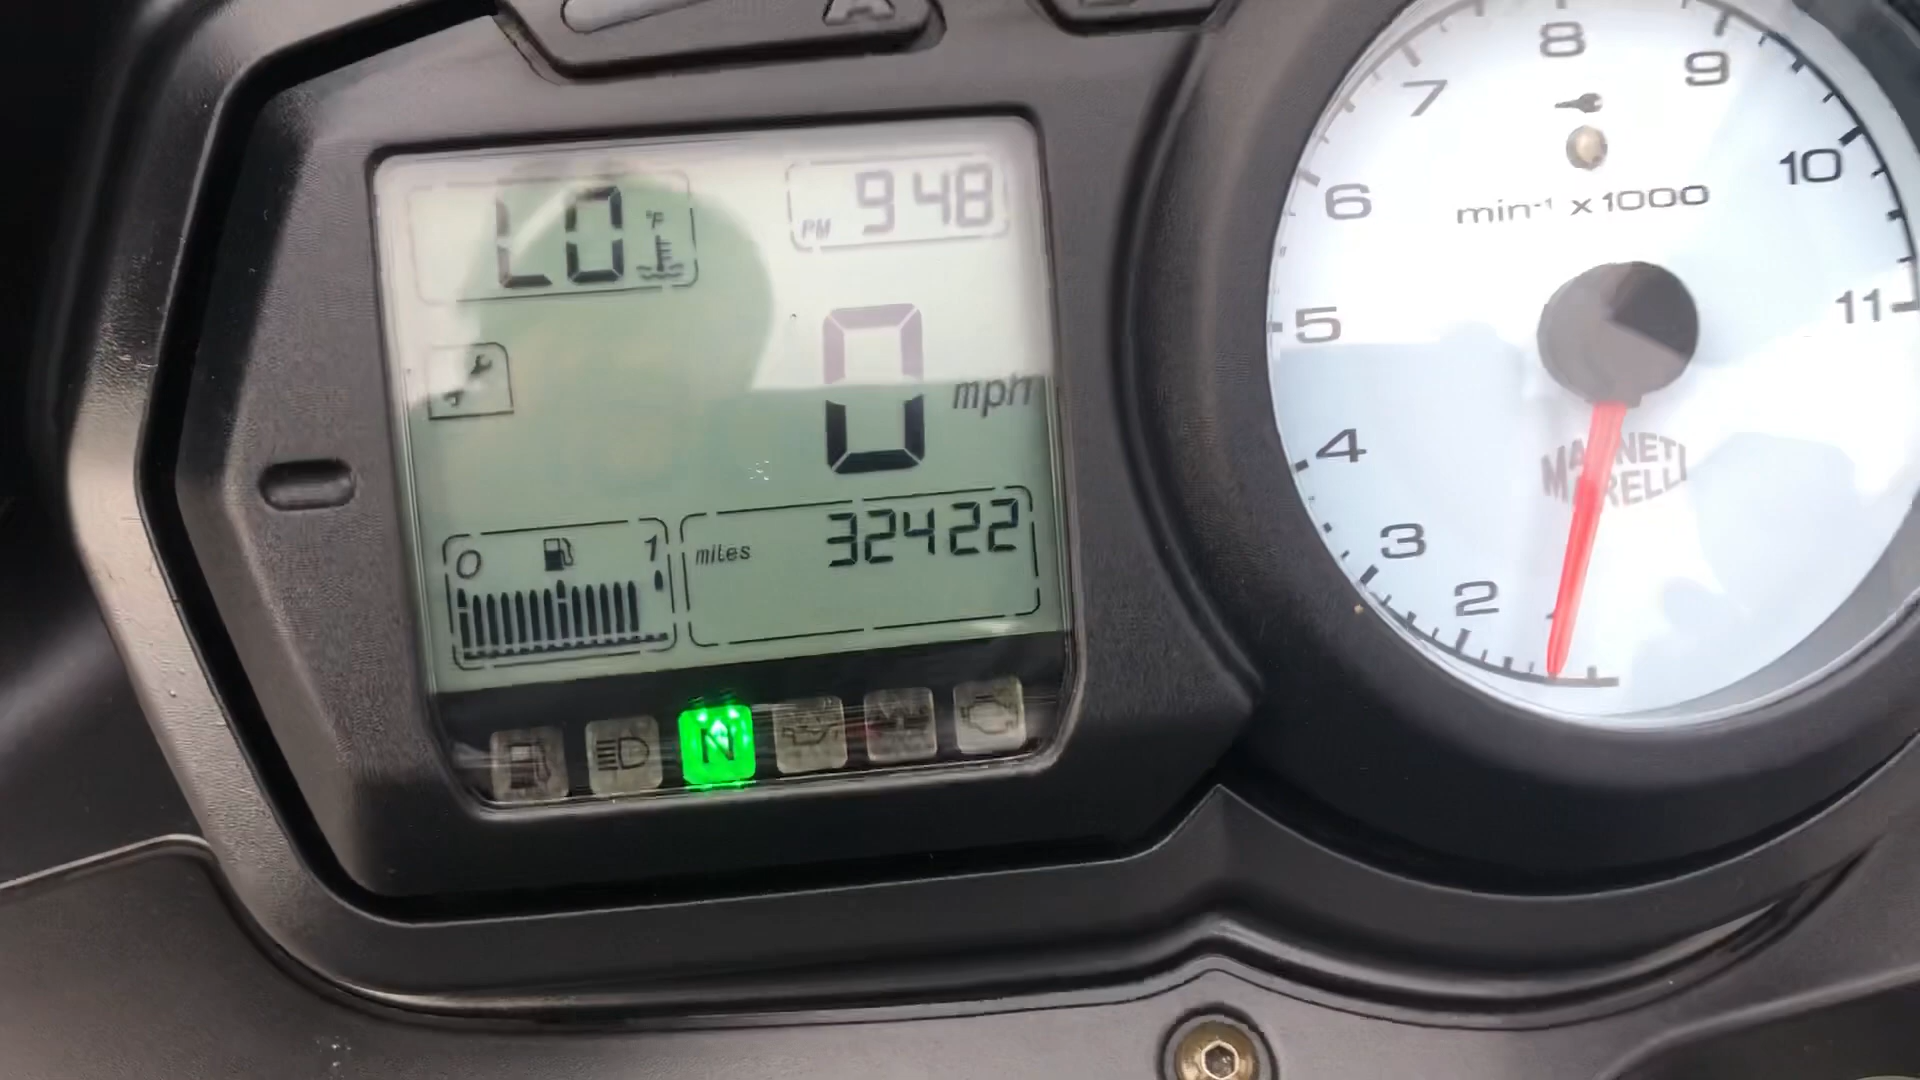 LO °F
PM 948
0 mph
0 1
miles 32422
N
8
7 9
6 10
min-¹ x1000
5 11
4
MAGNETI
MARELLI
3
2